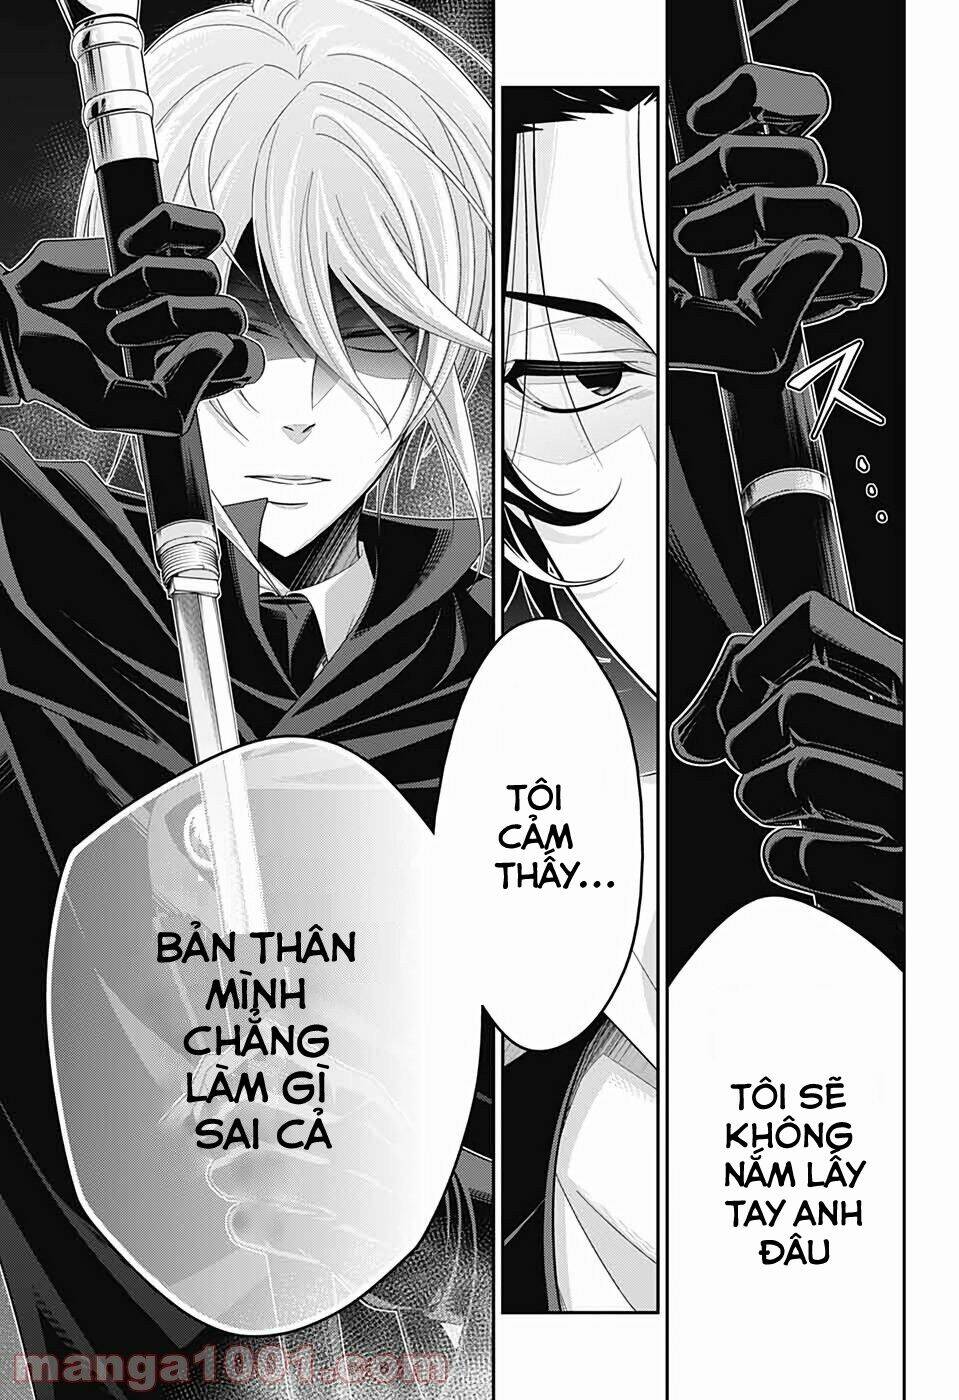 ス
TÔI SẼ
KHÔNG
NẮM LẤY
TAY ANH
ĐÂU
TÔI
CẢM
THẤY...
BẢN THÂN
MÌNH
CHẲNG
LÀM GÌ
SAI CẢ
manga1001.com